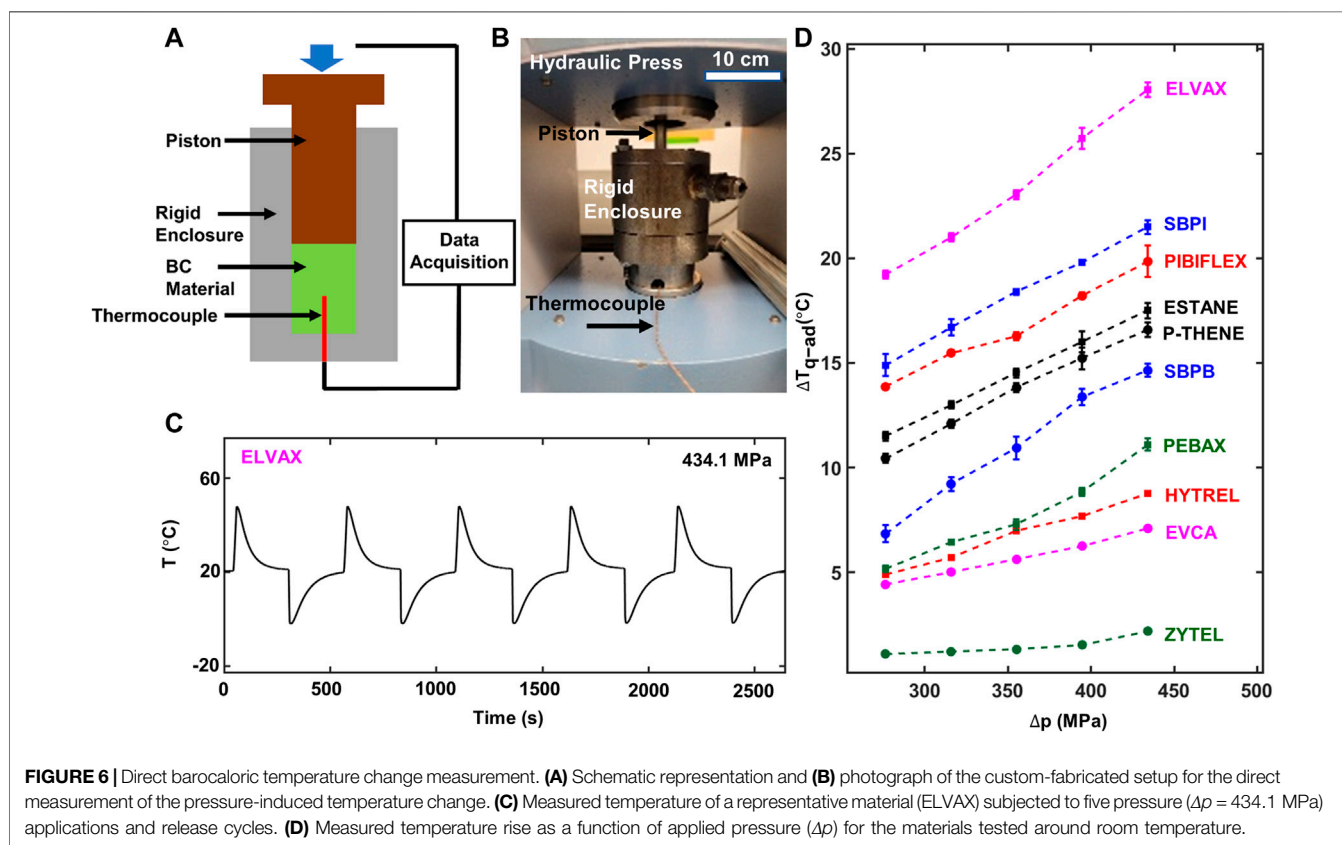 A
Piston
Rigid
Enclosure
BC
Material
Thermocouple
Data
Acquisition
B
Hydraulic Press
10 cm
Piston
Rigid
Enclosure
Thermocouple
C
ELVAX
434.1 MPa
T (°C)
60
20
-20
0
500
1000
1500
2000
2500
Time (s)
D
ΔTq−ad(°C)
30
25
20
15
10
5
ELVAX
SBPI
PIBIFLEX
ESTANE
P-THENE
SBPB
PEBAX
HYTREL
EVCA
ZYTEL
300
350
400
450
500
Δp (MPa)
FIGURE 6 | Direct barocaloric temperature change measurement. (A) Schematic representation and (B) photograph of the custom-fabricated setup for the direct
measurement of the pressure-induced temperature change. (C) Measured temperature of a representative material (ELVAX) subjected to five pressure (Δp = 434.1 MPa)
applications and release cycles. (D) Measured temperature rise as a function of applied pressure (Δp) for the materials tested around room temperature.